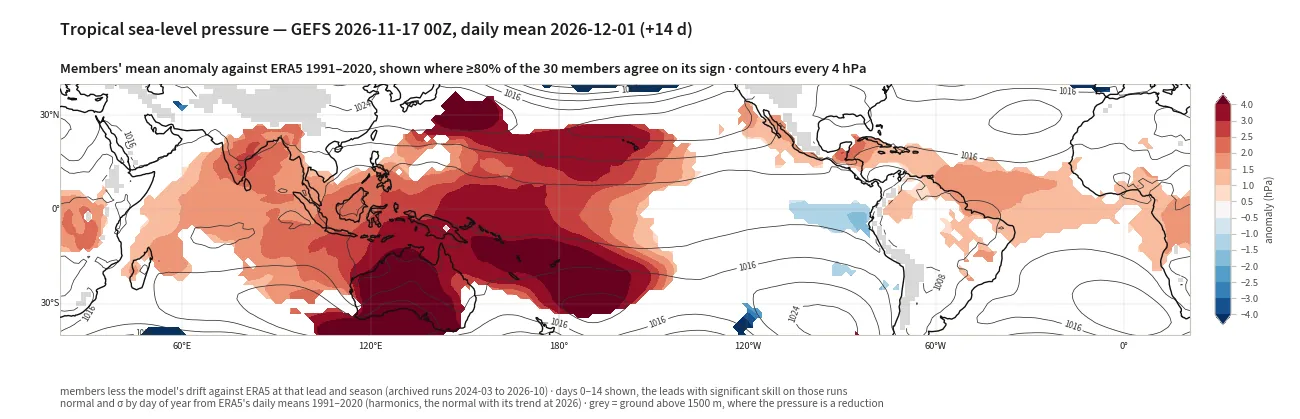 Tropical sea-level pressure — GEFS 2026-11-17 00Z, daily mean 2026-12-01 (+14 d)
Members' mean anomaly against ERA5 1991–2020, shown where ≥80% of the 30 members agree on its sign · contours every 4 hPa
30°N
0°
30°S
60°E
120°E
180°
120°W
60°W
0°
1016
1024
1016
1016
1016
1016
1016
1016
1016
1016
1024
1008
1016
4.0
3.0
2.5
2.0
1.5
1.0
0.5
−0.5
−1.0
−1.5
−2.0
−2.5
−3.0
−4.0
anomaly (hPa)
members less the model's drift against ERA5 at that lead and season (archived runs 2024-03 to 2026-10) · days 0–14 shown, the leads with significant skill on those runs
normal and σ by day of year from ERA5's daily means 1991–2020 (harmonics, the normal with its trend at 2026) · grey = ground above 1500 m, where the pressure is a reduction